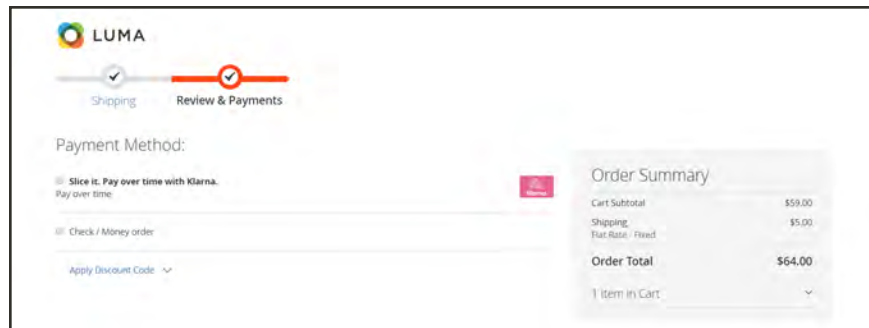 LUMA
Shipping
Review & Payments
Payment Method:
Slice it. Pay over time with Klarna.
Pay over time
Klarna
Check / Money order
Apply Discount Code
Order Summary
Cart Subtotal $59.00
Shipping $5.00
Flat Rate - Fixed
Order Total $64.00
1 item in Cart